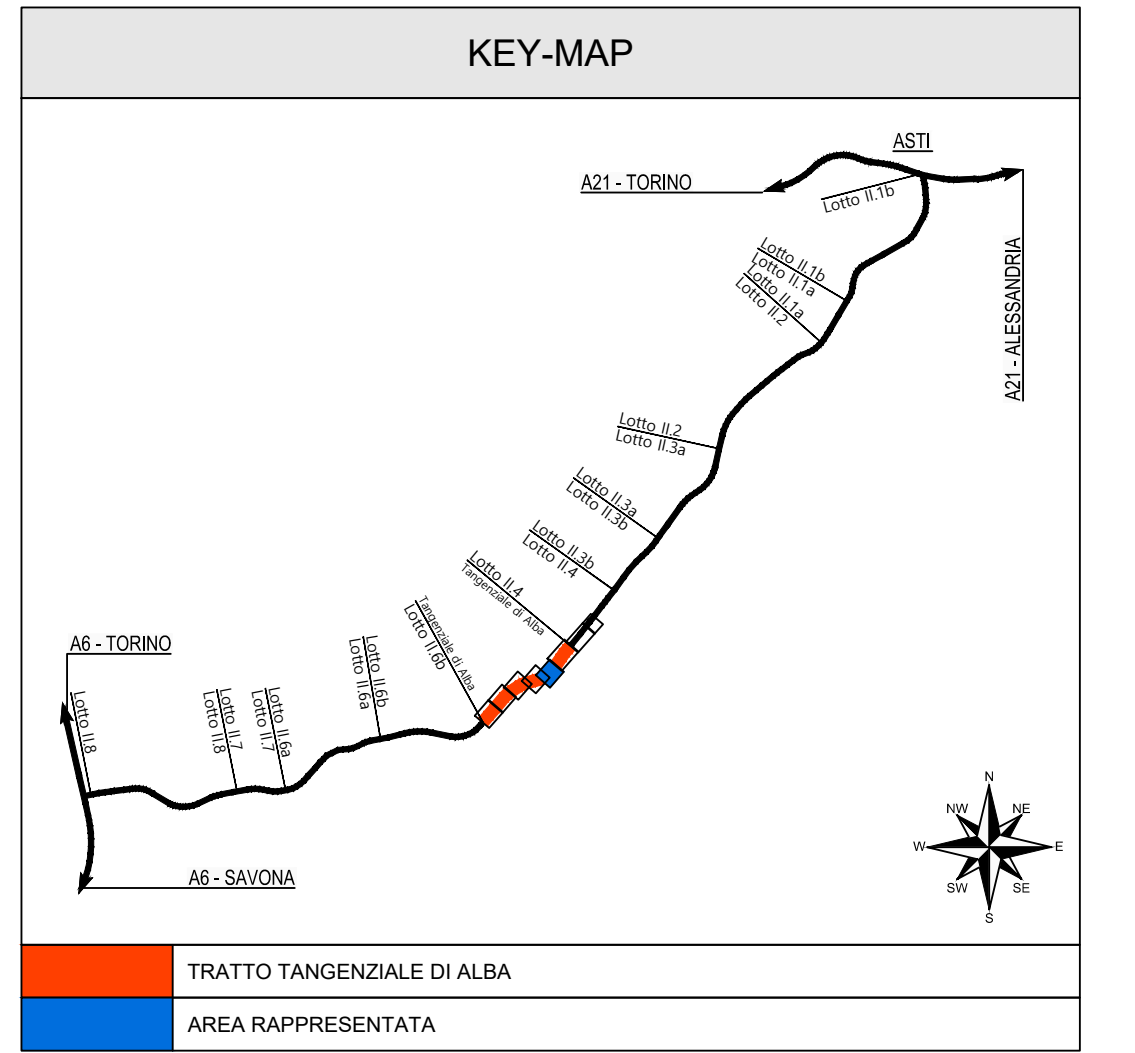 KEY-MAP
ASTI
A21 - TORINO
Lotto II.1b
A21 - ALESSANDRIA
Lotto II.1b
Lotto II.1a
Lotto II.1a
Lotto II.2
Lotto II.2
Lotto II.3a
Lotto II.3a
Lotto II.3b
Lotto II.3b
Lotto II.4
Lotto II.4
Tangenziale di Alba
Tangenziale di Alba
Lotto II.6b
Lotto II.6b
Lotto II.6a
Lotto II.6a
Lotto II.7
Lotto II.7
Lotto II.8
A6 - TORINO
Lotto II.8
A6 - SAVONA
N
NW
NE
W
E
SW
SE
S
TRATTO TANGENZIALE DI ALBA
AREA RAPPRESENTATA